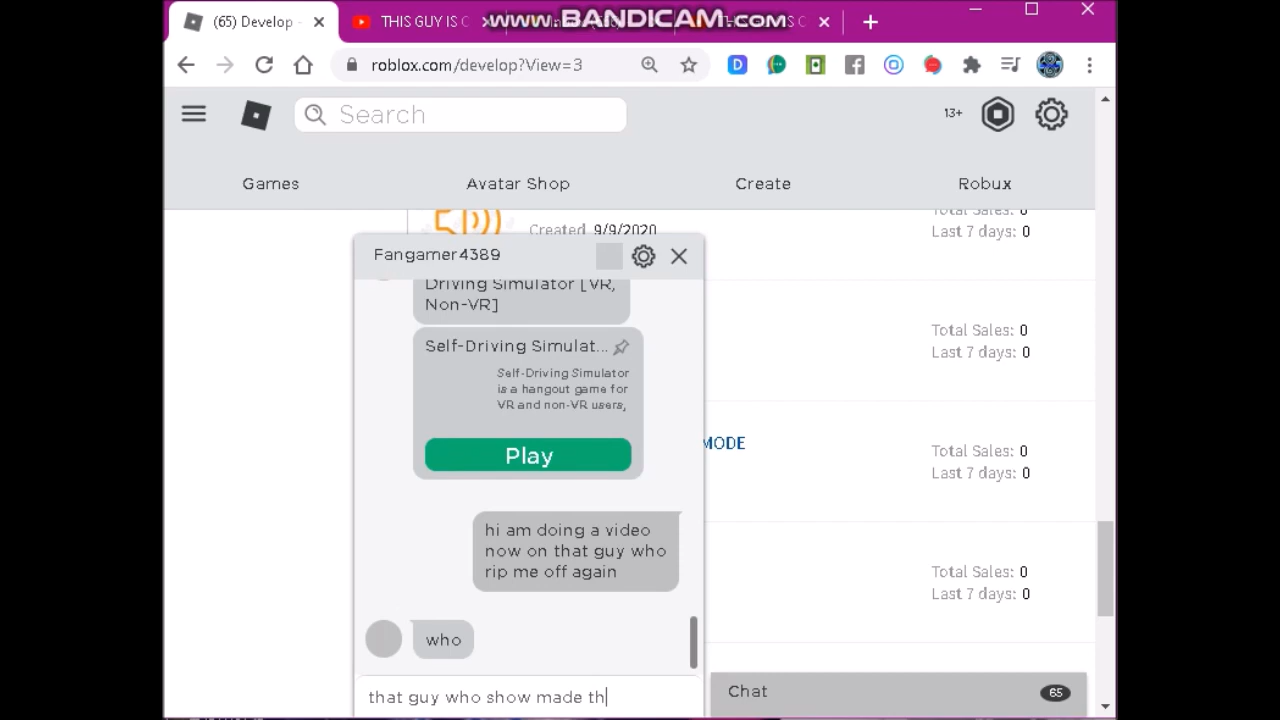 (65) Develop -
THIS GUY IS C
www.BANDICAM.com
roblox.com/develop?View=3
Search
13+
Games
Avatar Shop
Create
Robux
Created 9/9/2020
Total Sales: 0
Last 7 days: 0
Fangamer4389
Driving Simulator [VR,
Non-VR]
Self-Driving Simulat...
Self-Driving Simulator
is a hangout game for
VR and non-VR users,
Play
Total Sales: 0
Last 7 days: 0
MODE
Total Sales: 0
Last 7 days: 0
hi am doing a video
now on that guy who
rip me off again
Total Sales: 0
Last 7 days: 0
who
that guy who show made th
Chat
65